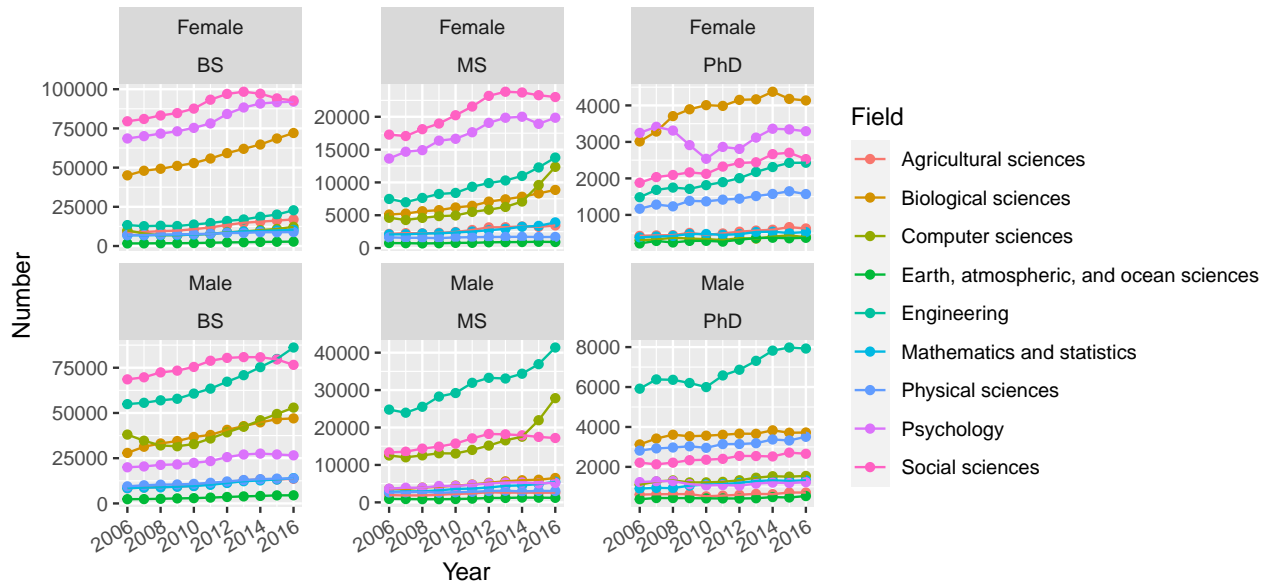 Female
Female
Female
BS
MS
PhD
100000
75000
50000
25000
0
20000
15000
10000
5000
0
4000
3000
2000
1000
Male
Male
Male
BS
MS
PhD
75000
50000
25000
0
40000
30000
20000
10000
0
8000
6000
4000
2000
2006
2008
2010
2012
2014
2016
2006
2008
2010
2012
2014
2016
2006
2008
2010
2012
2014
2016
Number
Year
Field
Agricultural sciences
Biological sciences
Computer sciences
Earth, atmospheric, and ocean sciences
Engineering
Mathematics and statistics
Physical sciences
Psychology
Social sciences